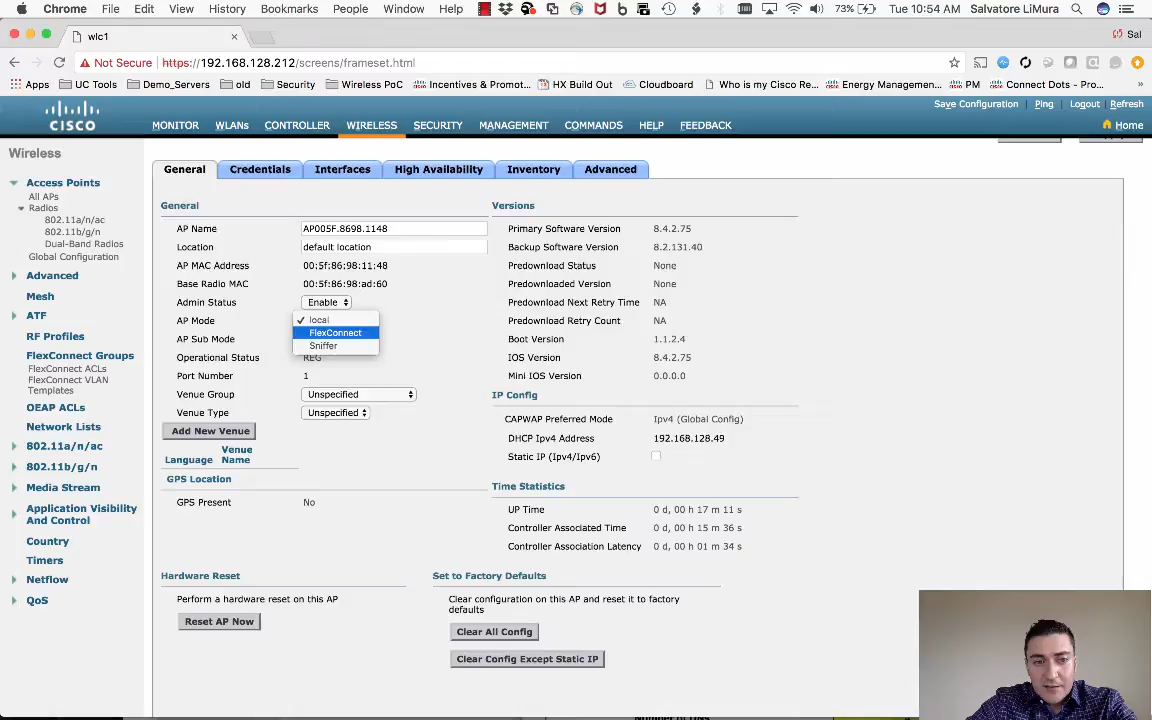 Chrome File Edit View History Bookmarks People Window Help 73% Tue 10:54 AM Salvatore LiMura
wlc1 Sal
Not Secure https://192.168.128.212/screens/frameset.html
Apps UC Tools Demo_Servers old Security Wireless PoC Incentives & Promot... HX Build Out Cloudboard Who is my Cisco Re... Energy Management... PM Connect Dots - Pro... »
Save Configuration Ping Logout Refresh
CISCO MONITOR WLANs CONTROLLER WIRELESS SECURITY MANAGEMENT COMMANDS HELP FEEDBACK Home
Wireless
Access Points
All APs
Radios
802.11a/n/ac
802.11b/g/n
Dual-Band Radios
Global Configuration
Advanced
Mesh
ATF
RF Profiles
FlexConnect Groups
FlexConnect ACLs
FlexConnect VLAN
Templates
OEAP ACLs
Network Lists
802.11a/n/ac
802.11b/g/n
Media Stream
Application Visibility
And Control
Country
Timers
Netflow
QoS
General Credentials Interfaces High Availability Inventory Advanced
General
AP Name AP005F.8698.1148
Location default location
AP MAC Address 00:5f:86:98:11:48
Base Radio MAC 00:5f:86:98:ad:60
Admin Status Enable
AP Mode local
FlexConnect
AP Sub Mode
Sniffer
Operational Status REG
Port Number 1
Venue Group Unspecified
Venue Type Unspecified
Add New Venue
Language Venue
Name
GPS Location
GPS Present No
Versions
Primary Software Version 8.4.2.75
Backup Software Version 8.2.131.40
Predownload Status None
Predownloaded Version None
Predownload Next Retry Time NA
Predownload Retry Count NA
Boot Version 1.1.2.4
IOS Version 8.4.2.75
Mini IOS Version 0.0.0.0
IP Config
CAPWAP Preferred Mode Ipv4 (Global Config)
DHCP Ipv4 Address 192.168.128.49
Static IP (Ipv4/Ipv6)
Time Statistics
UP Time 0 d, 00 h 17 m 11 s
Controller Associated Time 0 d, 00 h 15 m 36 s
Controller Association Latency 0 d, 00 h 01 m 34 s
Hardware Reset
Perform a hardware reset on this AP
Reset AP Now
Set to Factory Defaults
Clear configuration on this AP and reset it to factory
defaults
Clear All Config
Clear Config Except Static IP